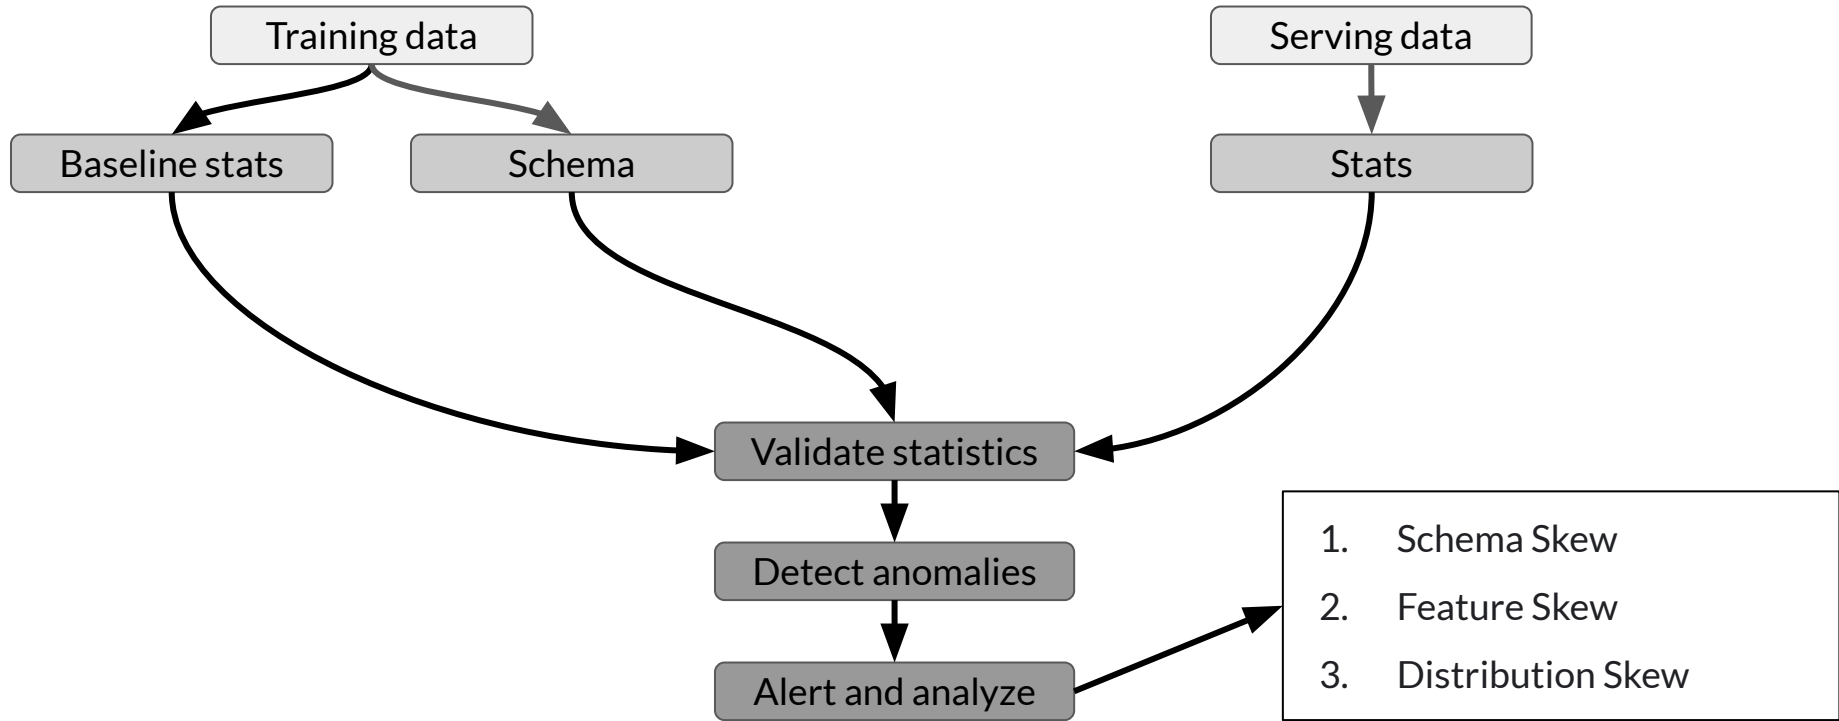 Training data
Serving data
Baseline stats
Schema
Stats
Validate statistics
Detect anomalies
Alert and analyze
1. Schema Skew
2. Feature Skew
3. Distribution Skew